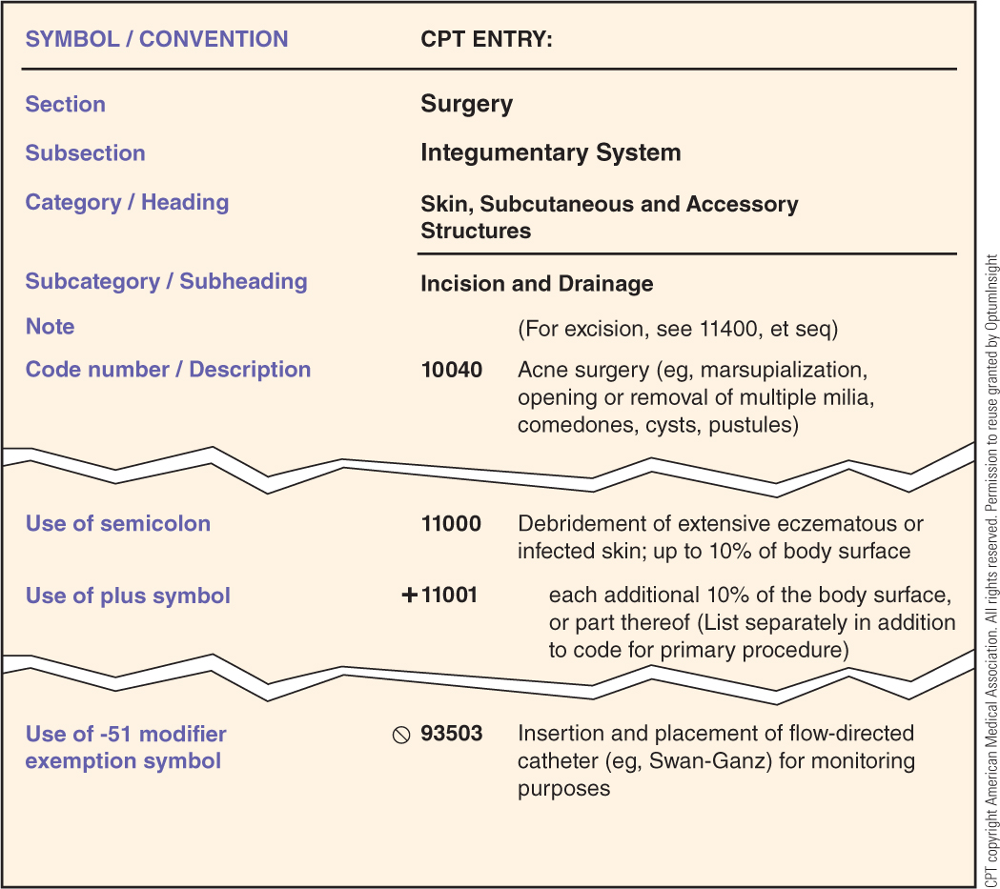 SYMBOL / CONVENTION CPT ENTRY:
Section Surgery
Subsection Integumentary System
Category / Heading Skin, Subcutaneous and Accessory
Structures
Subcategory / Subheading Incision and Drainage
Note (For excision, see 11400, et seq)
Code number / Description 10040 Acne surgery (eg, marsupialization,
opening or removal of multiple milia,
comedones, cysts, pustules)
Use of semicolon 11000 Debridement of extensive eczematous or
infected skin; up to 10% of body surface
Use of plus symbol +11001 each additional 10% of the body surface,
or part thereof (List separately in addition
to code for primary procedure)
Use of -51 modifier ⃠ 93503 Insertion and placement of flow-directed
exemption symbol catheter (eg, Swan-Ganz) for monitoring
purposes
CPT copyright American Medical Association. All rights reserved. Permission to reuse granted by OptumInsight